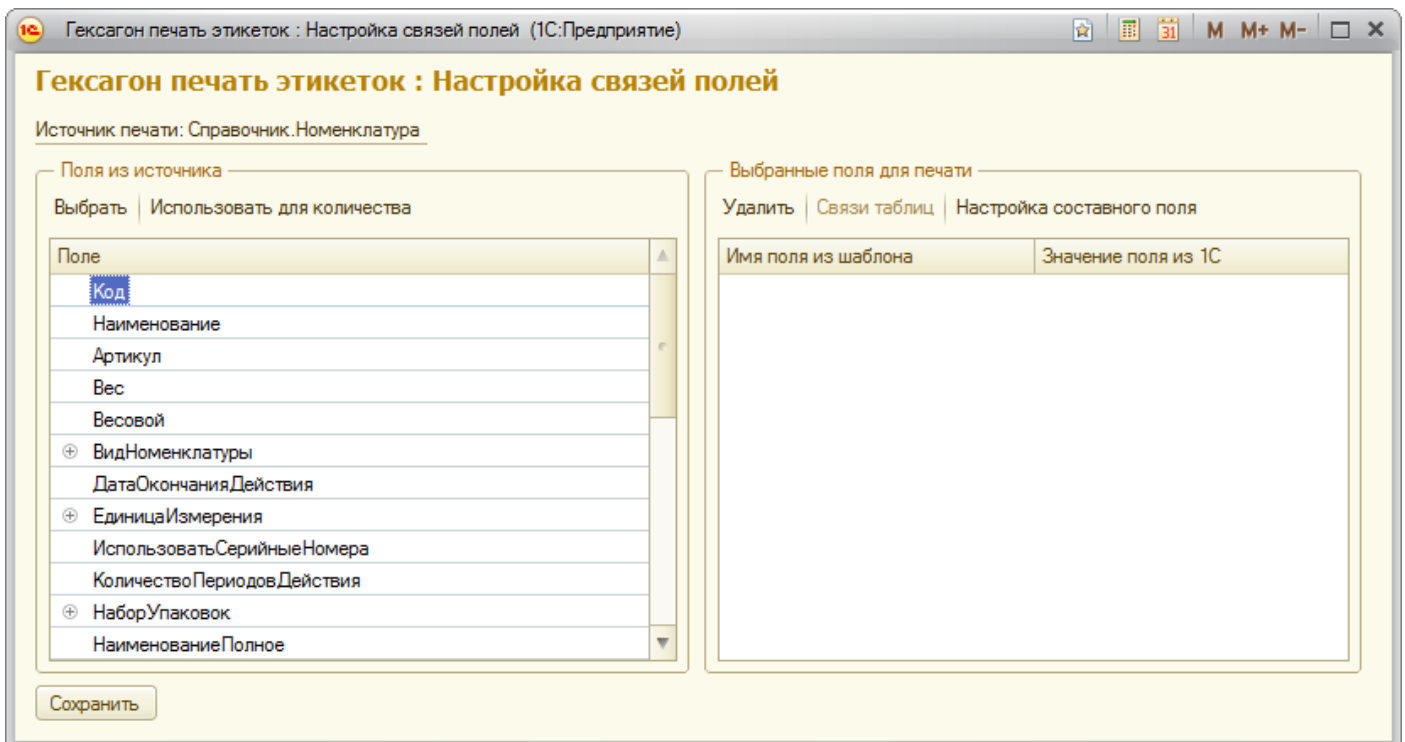 1С Гексагон печать этикеток : Настройка связей полей (1С:Предприятие) 31 M M+ M-
Гексагон печать этикеток : Настройка связей полей
Источник печати: Справочник.Номенклатура
Поля из источника
Выбрать Использовать для количества
Поле
Код
Наименование
Артикул
Вес
Весовой
ВидНоменклатуры
ДатаОкончанияДействия
ЕдиницаИзмерения
ИспользоватьСерийныеНомера
КоличествоПериодовДействия
НаборУпаковок
НаименованиеПолное
Выбранные поля для печати
Удалить Связи таблиц Настройка составного поля
Имя поля из шаблона Значение поля из 1С
Сохранить